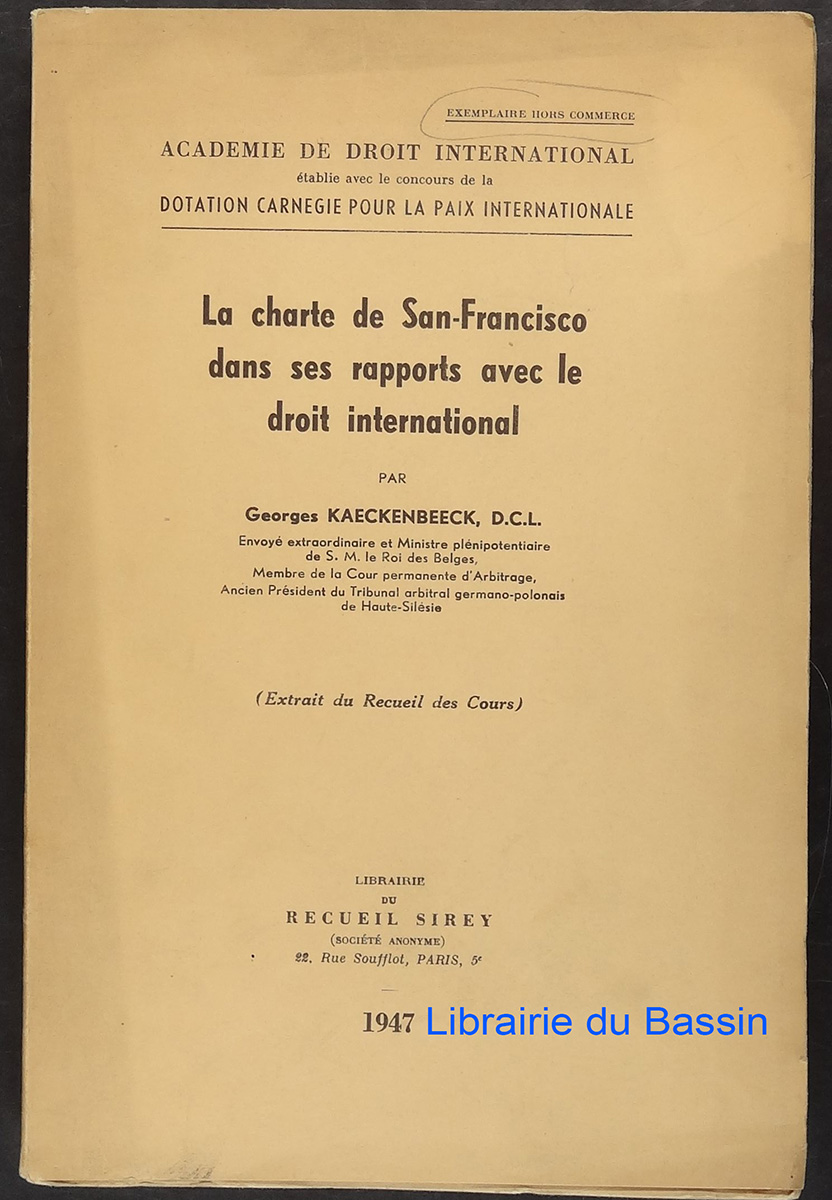 EXEMPLAIRE HORS COMMERCE
ACADEMIE DE DROIT INTERNATIONAL
établie avec le concours de la
DOTATION CARNEGIE POUR LA PAIX INTERNATIONALE
La charte de San-Francisco
dans ses rapports avec le
droit international
PAR
Georges KAECKENBEECK, D.C.L.
Envoyé extraordinaire et Ministre plénipotentiaire
de S. M. le Roi des Belges,
Membre de la Cour permanente d'Arbitrage,
Ancien Président du Tribunal arbitral germano-polonais
de Haute-Silésie
(Extrait du Recueil des Cours)
LIBRAIRIE
DU
RECUEIL SIREY
(SOCIÉTÉ ANONYME)
22, Rue Soufflot, PARIS, 5e
1947 Librairie du Bassin